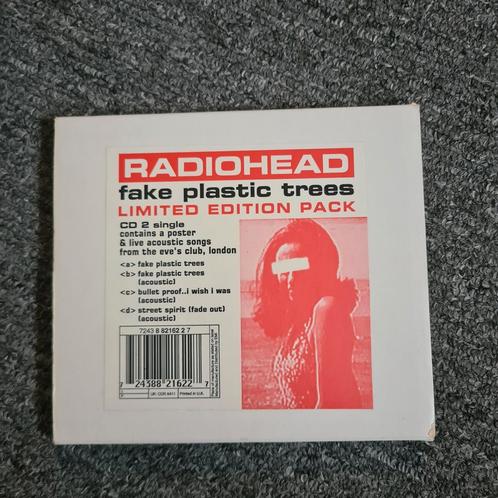 RADIOHEAD
fake plastic trees
LIMITED EDITION PACK
CD 2 single
contains a poster
& live acoustic songs
from the eve's club, london
<a> fake plastic trees
<b> fake plastic trees
(acoustic)
<c> bullet proof..i wish i was
(acoustic)
<d> street spirit (fade out)
(acoustic)
7243 8 82162 2 7
7 24388 21622 7
Printed in U.K.